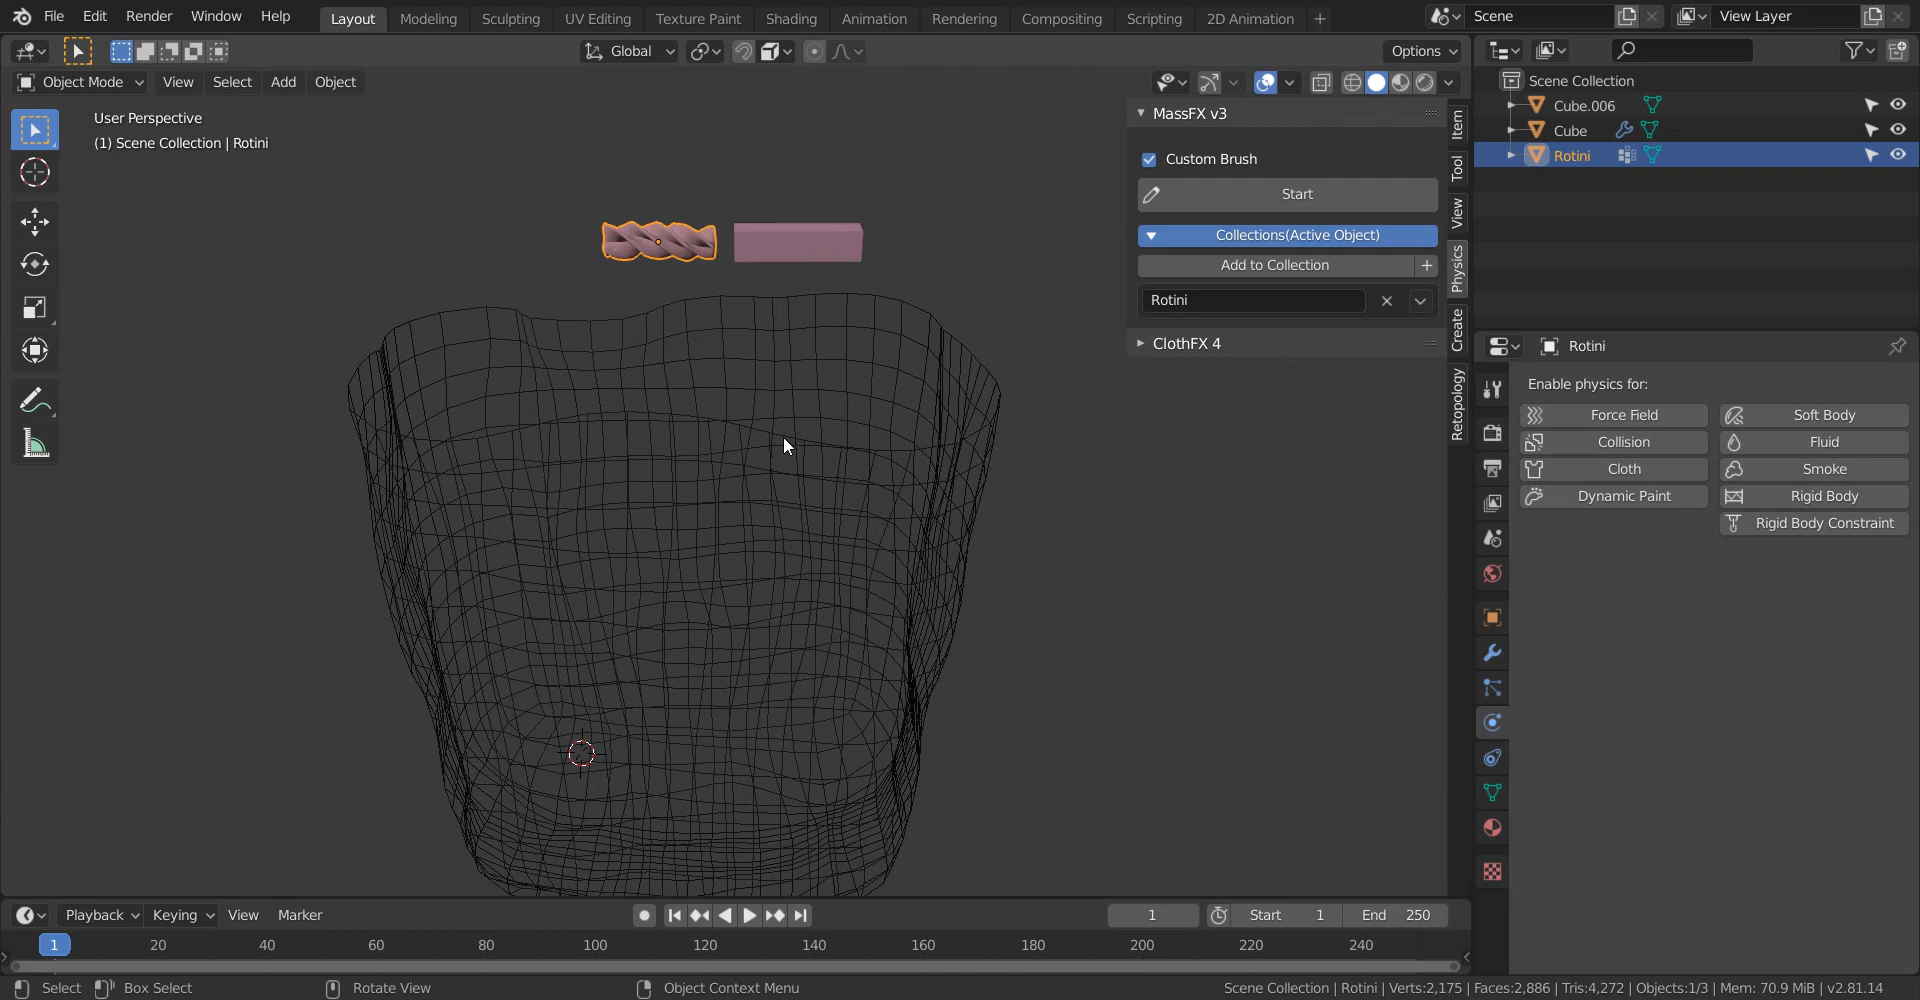 File Edit Render Window Help Layout Modeling Sculpting UV Editing Texture Paint Shading Animation Rendering Compositing Scripting 2D Animation + Scene View Layer
Global Options
Object Mode View Select Add Object
User Perspective
(1) Scene Collection | Rotini
MassFX v3
Custom Brush
Start
Collections(Active Object)
Add to Collection +
Rotini
ClothFX 4
Item
Tool
View
Physics
Create
Retopology
Scene Collection
Cube.006
Cube
Rotini
Rotini
Enable physics for:
Force Field Soft Body
Collision Fluid
Cloth Smoke
Dynamic Paint Rigid Body
Rigid Body Constraint
Playback Keying View Marker 1 Start 1 End 250
1 20 40 60 80 100 120 140 160 180 200 220 240
Select Box Select Rotate View Object Context Menu Scene Collection | Rotini | Verts:2,175 | Faces:2,886 | Tris:4,272 | Objects:1/3 | Mem: 70.9 MiB | v2.81.14